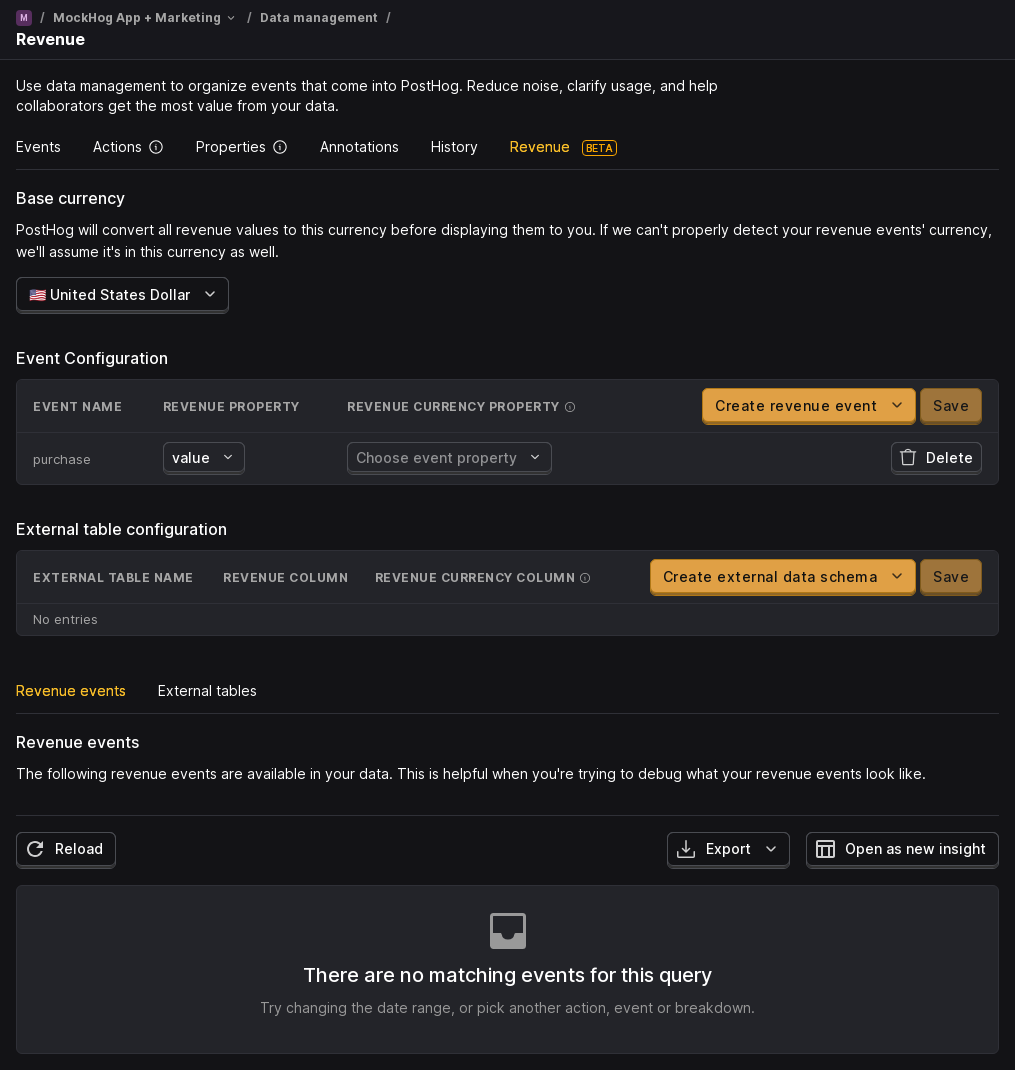 M / MockHog App + Marketing / Data management /
Revenue
Use data management to organize events that come into PostHog. Reduce noise, clarify usage, and help
collaborators get the most value from your data.
Events Actions Properties Annotations History Revenue BETA
Base currency
PostHog will convert all revenue values to this currency before displaying them to you. If we can't properly detect your revenue events' currency,
we'll assume it's in this currency as well.
🇺🇸 United States Dollar
Event Configuration
EVENT NAME REVENUE PROPERTY REVENUE CURRENCY PROPERTY Create revenue event Save
purchase value Choose event property Delete
External table configuration
EXTERNAL TABLE NAME REVENUE COLUMN REVENUE CURRENCY COLUMN Create external data schema Save
No entries
Revenue events External tables
Revenue events
The following revenue events are available in your data. This is helpful when you're trying to debug what your revenue events look like.
Reload Export Open as new insight
There are no matching events for this query
Try changing the date range, or pick another action, event or breakdown.